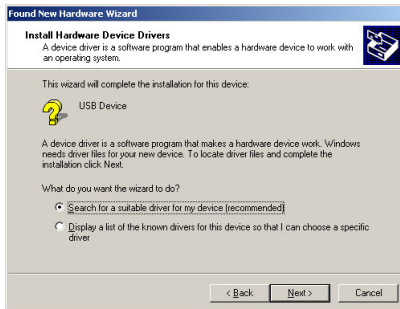 Found New Hardware Wizard
Install Hardware Device Drivers
A device driver is a software program that enables a hardware device to work with
an operating system.
This wizard will complete the installation for this device:
USB Device
A device driver is a software program that makes a hardware device work. Windows
needs driver files for your new device. To locate driver files and complete the
installation click Next.
What do you want the wizard to do?
Search for a suitable driver for my device (recommended)
Display a list of the known drivers for this device so that I can choose a specific
driver
< Back Next > Cancel